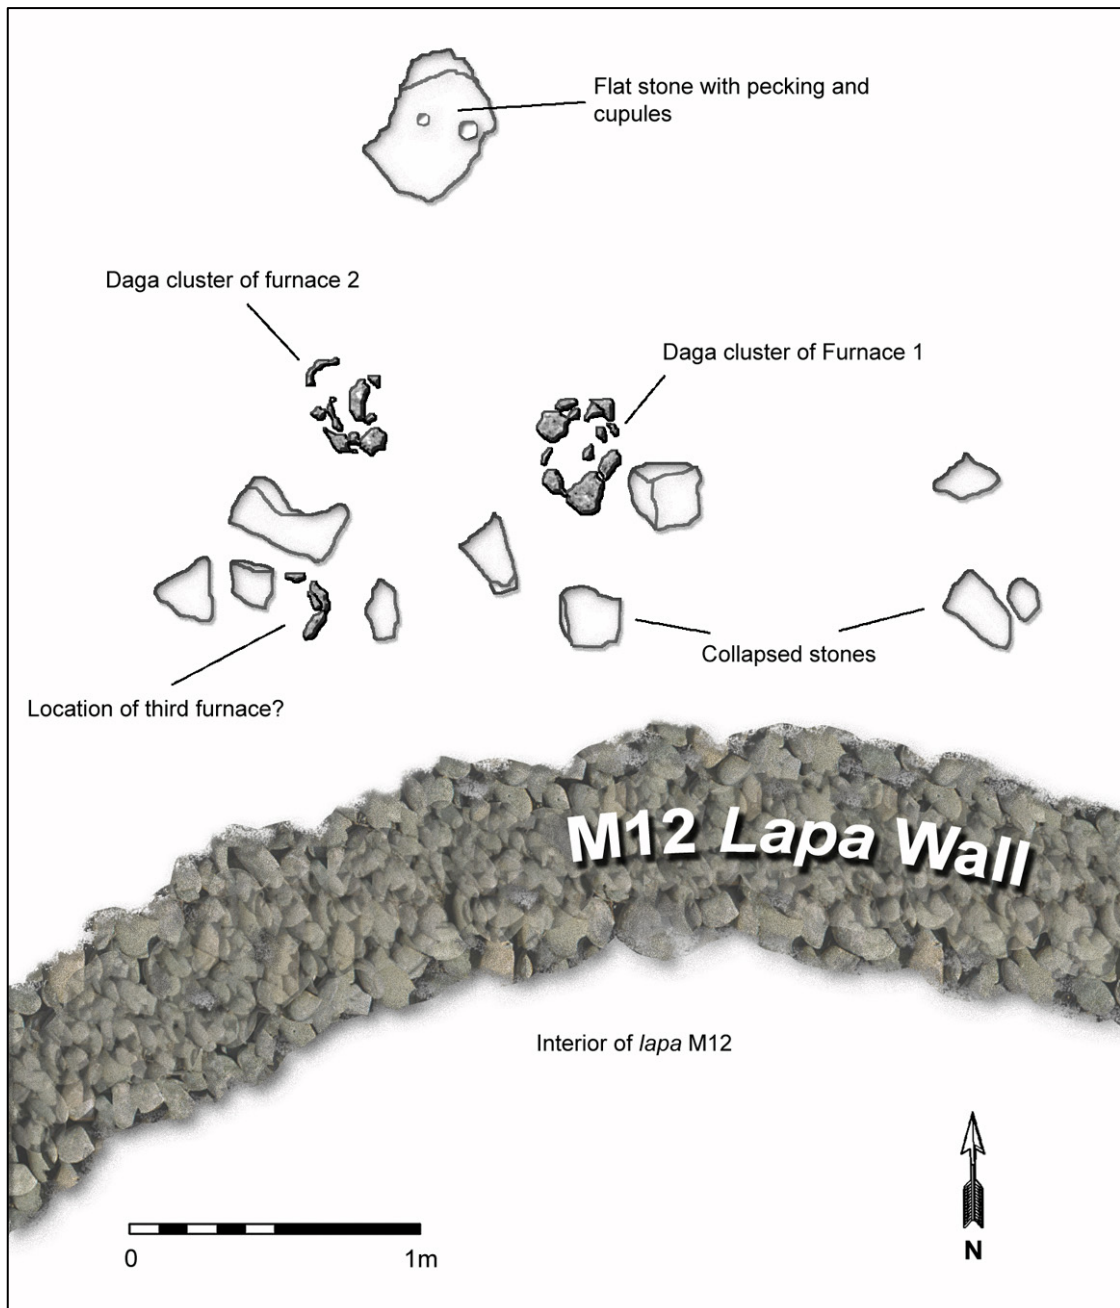 Flat stone with pecking and
cupules
Daga cluster of furnace 2
Daga cluster of Furnace 1
Collapsed stones
Location of third furnace?
M12 Lapa Wall
Interior of lapa M12
0
1m
N